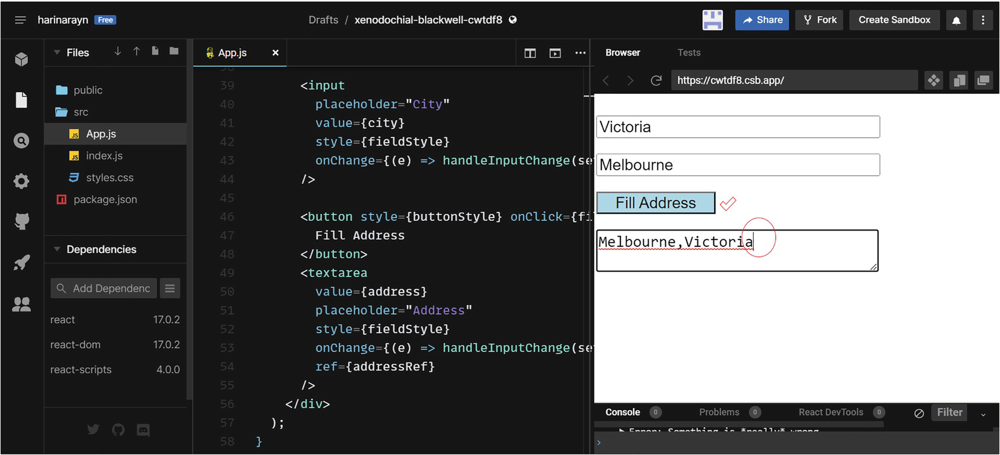 harinarayn Free
Drafts / xenodochial-blackwell-cwtdf8
Share
Fork
Create Sandbox
Files
public
src
JS App.js
JS index.js
styles.css
package.json
Dependencies
Add Dependenc
react 17.0.2
react-dom 17.0.2
react-scripts 4.0.0
App.js
38
39 <input
40 placeholder="City"
41 value={city}
42 style={fieldStyle}
43 onChange={(e) => handleInputChange(se
44 />
45
46 <button style={buttonStyle} onClick={fi
47 Fill Address
48 </button>
49 <textarea
50 value={address}
51 placeholder="Address"
52 style={fieldStyle}
53 onChange={(e) => handleInputChange(se
54 ref={addressRef}
55 />
56 </div>
57 );
58 }
Browser Tests
https://cwtdf8.csb.app/
Victoria
Melbourne
Fill Address
Melbourne,Victoria
Console 0 Problems 0 React DevTools 0 Filter
Error: Something is *really* wrong